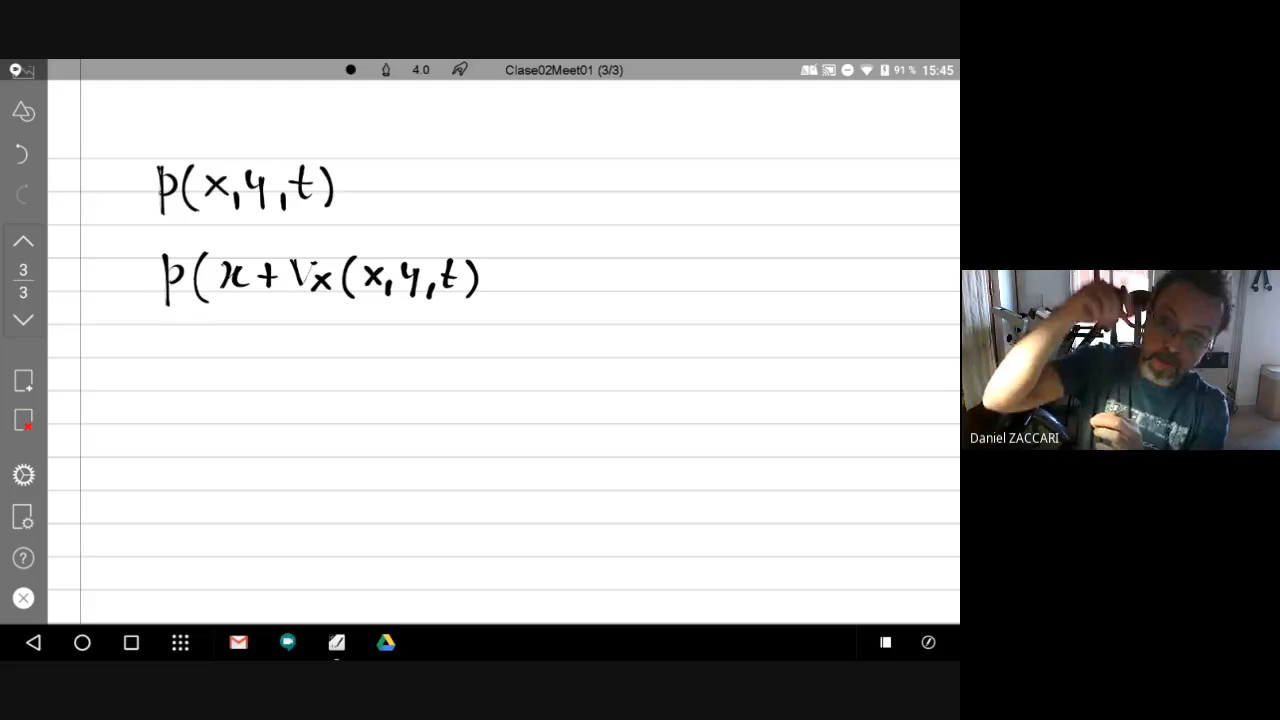 4.0
Clase02Meet01 (3/3)
91 % 15:45
p(x,y,t)
p(x+Vx(x,y,t)
3
3
?
Daniel ZACCARI